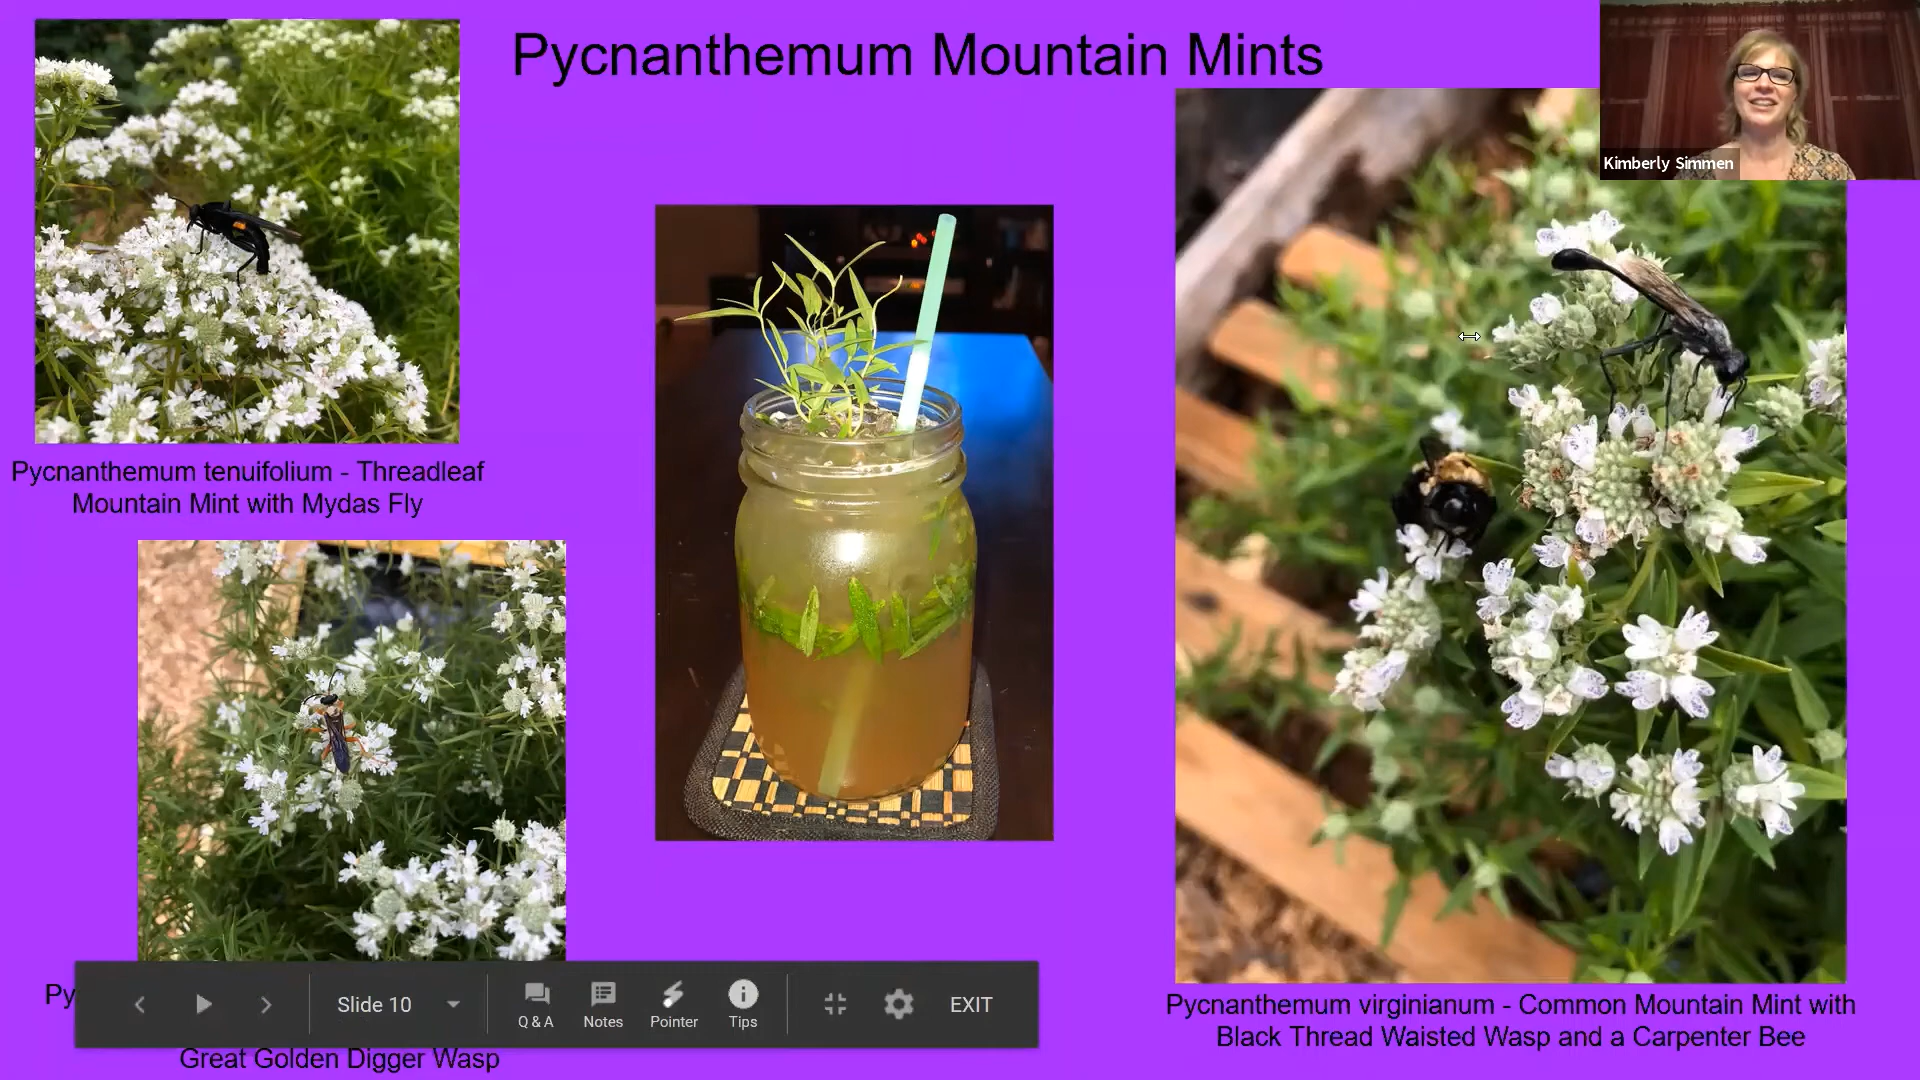 Pycnanthemum Mountain Mints
Kimberly Simmen
Pycnanthemum tenuifolium - Threadleaf
Mountain Mint with Mydas Fly
Py
Great Golden Digger Wasp
Slide 10
Q & A
Notes
Pointer
Tips
EXIT
Pycnanthemum virginianum - Common Mountain Mint with
Black Thread Waisted Wasp and a Carpenter Bee